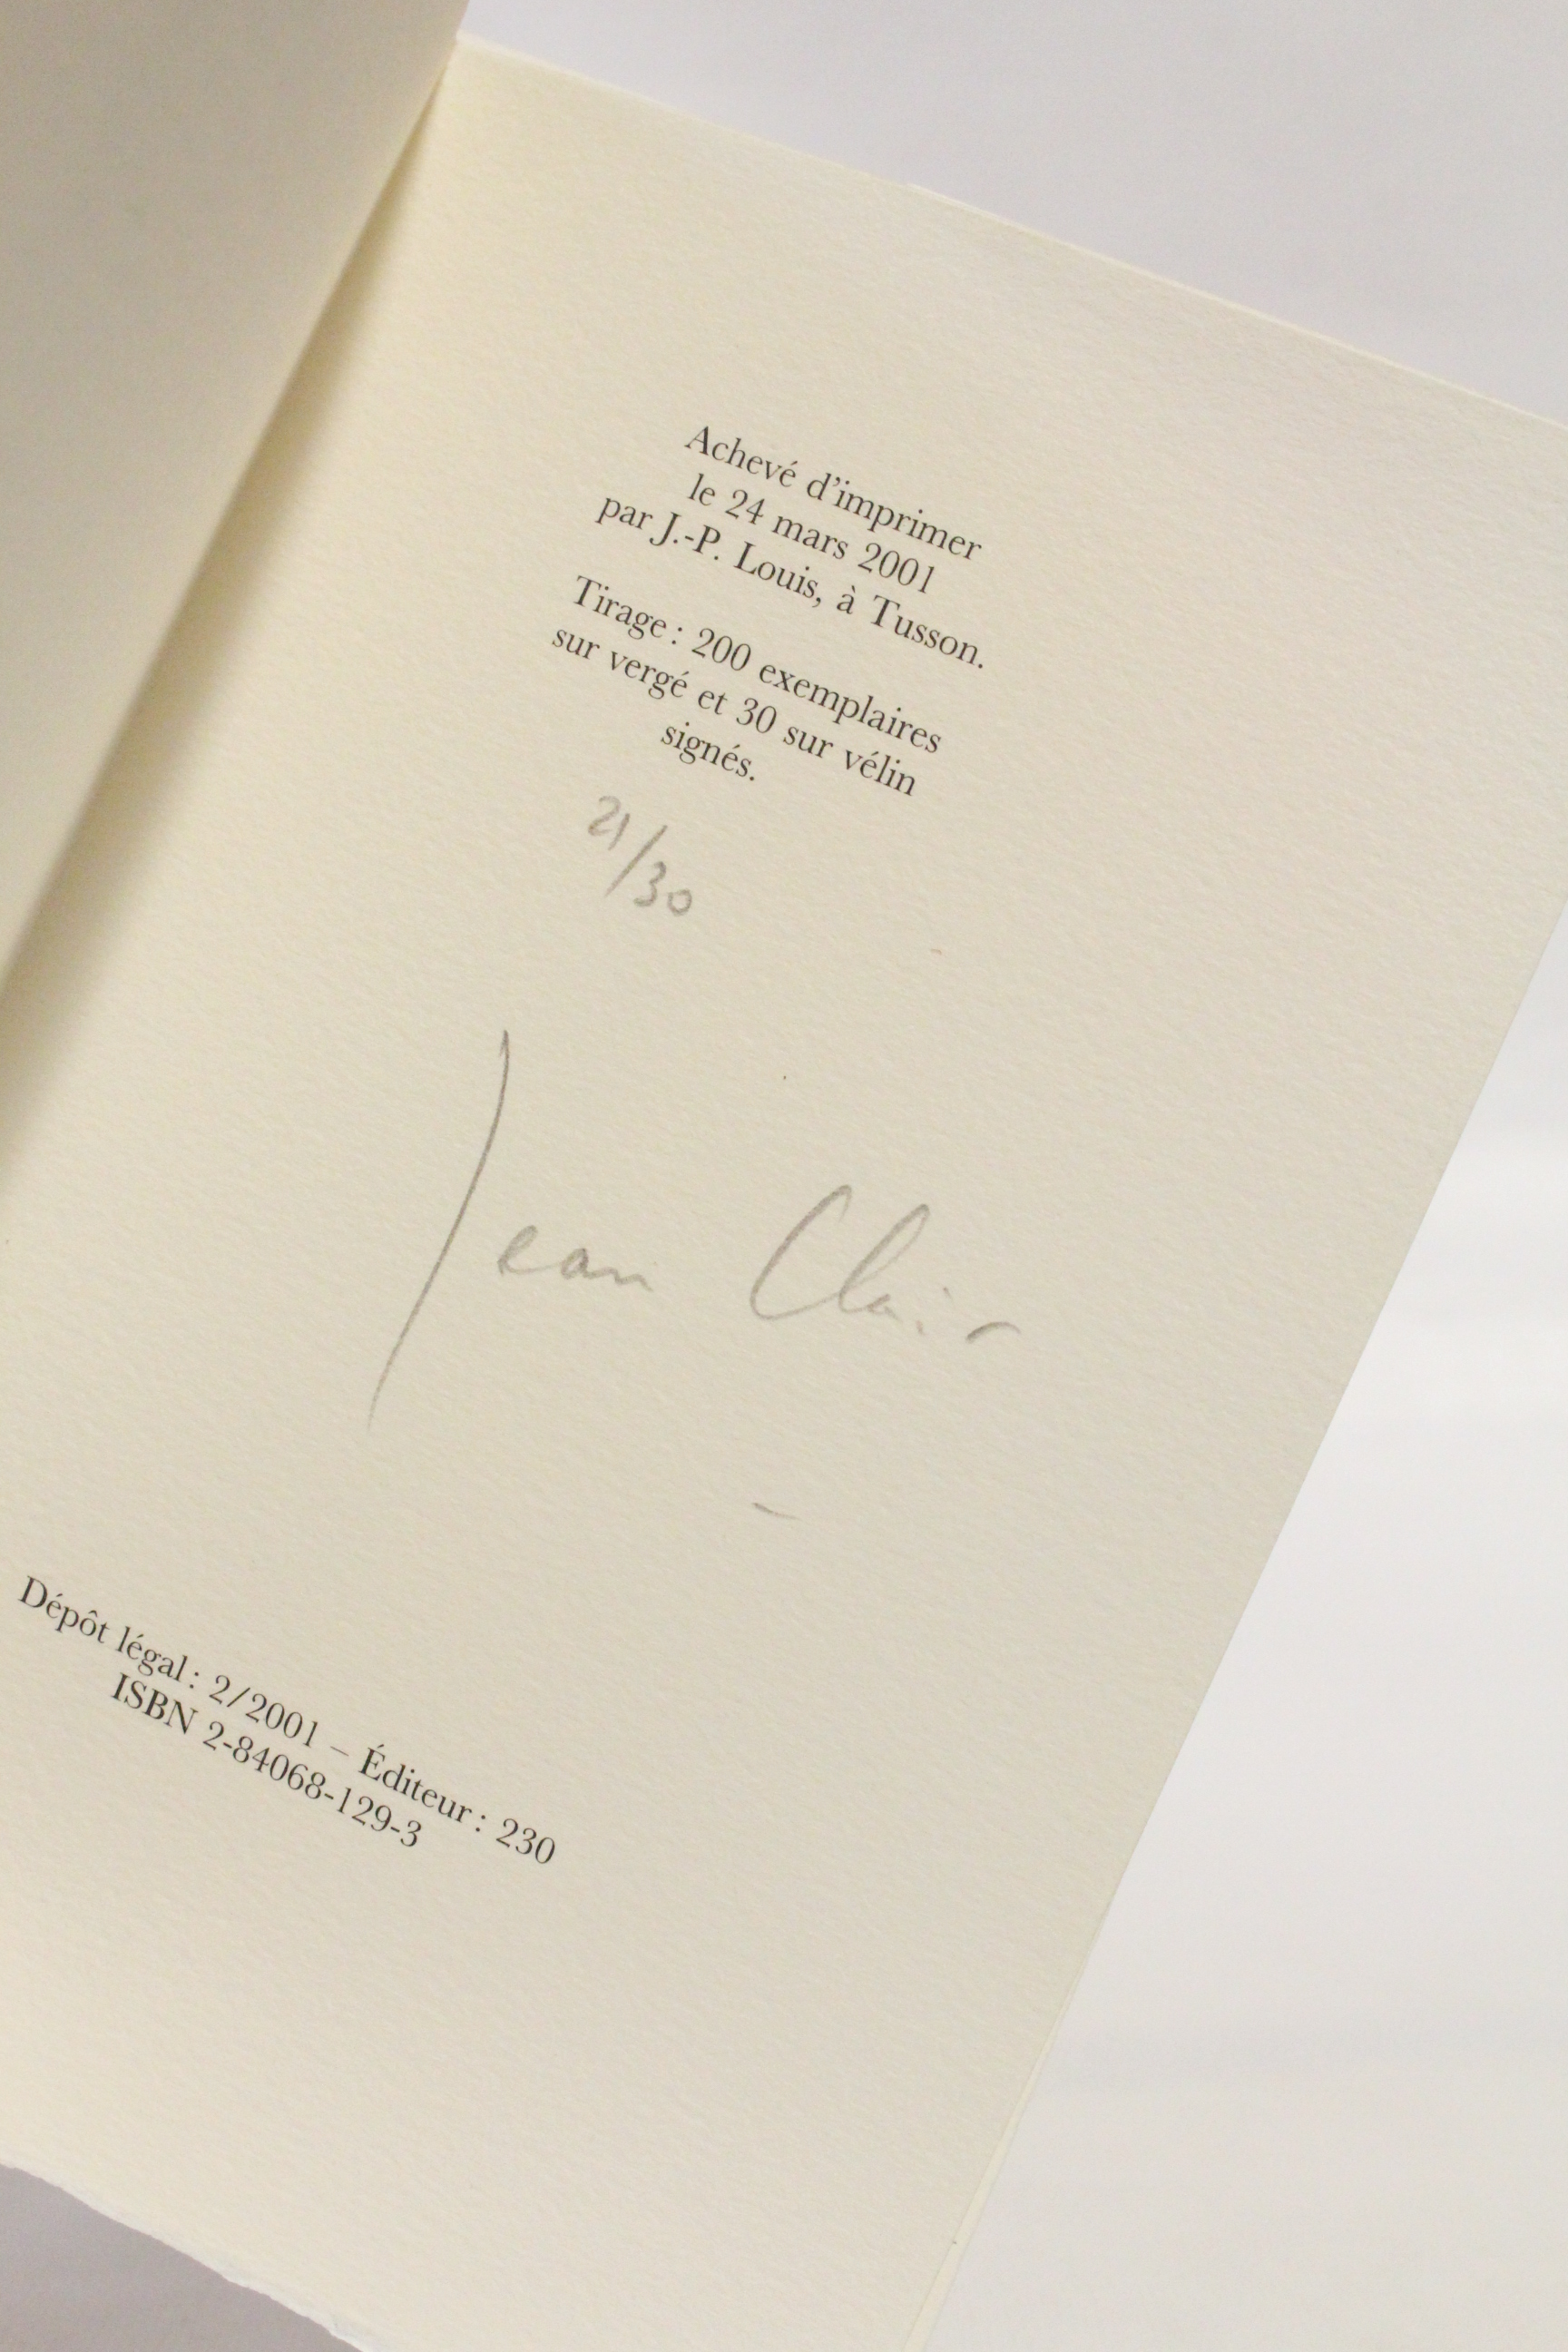 Achevé d'imprimer
le 24 mars 2001
par J.-P. Louis, à Tusson.
Tirage : 200 exemplaires
sur vergé et 30 sur vélin
signés.
21/30
Jean Clair
Dépôt légal : 2/2001 – Éditeur : 230
ISBN 2-84068-129-3